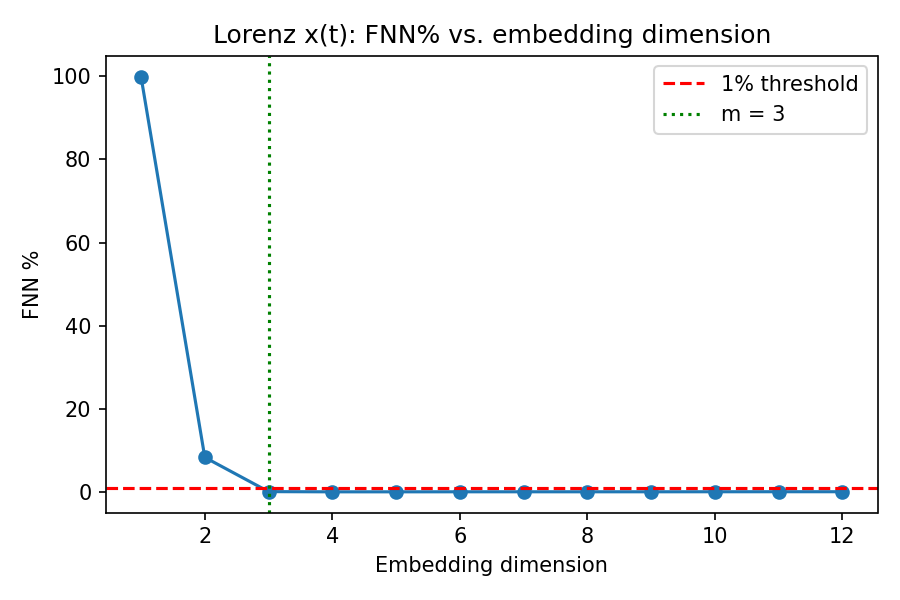 Lorenz x(t): FNN% vs. embedding dimension
1% threshold
m = 3
FNN %
100
80
60
40
20
0
2 4 6 8 10 12
Embedding dimension